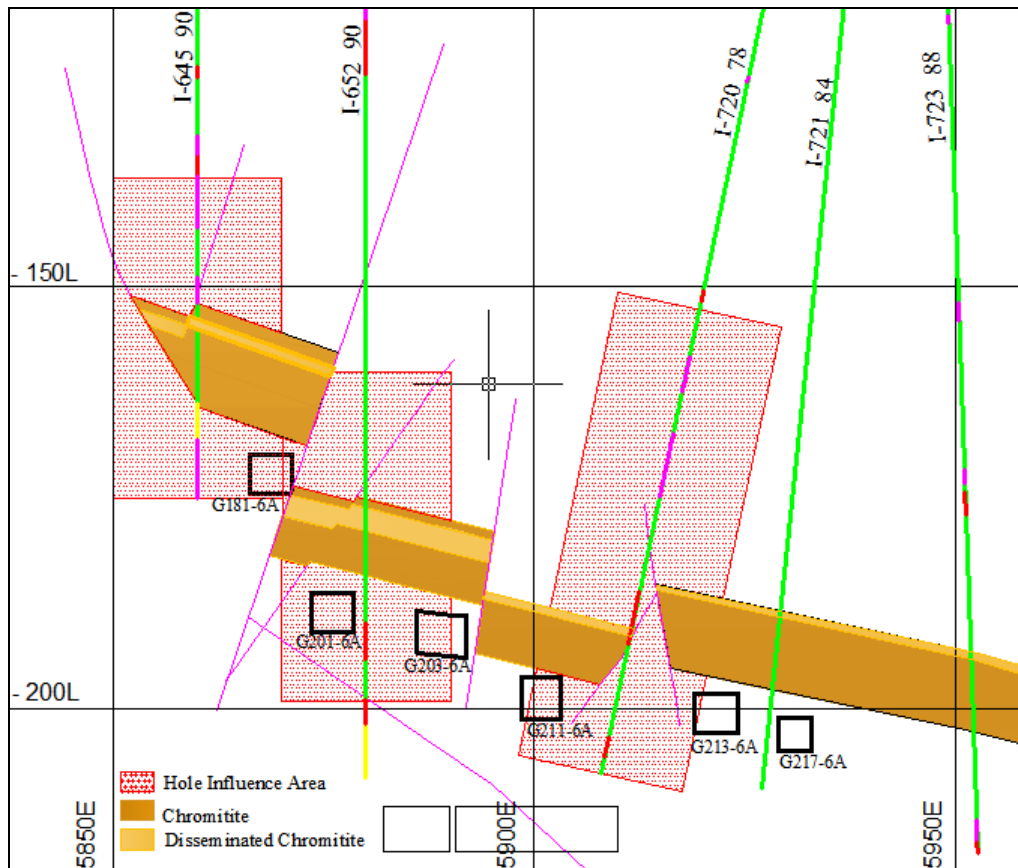 I-645 90
I-652 90
I-720 78
I-721 84
I-723 88
- 150L
G181-6A
G201-6A
G203-6A
- 200L
G211-6A
G213-6A
G217-6A
Hole Influence Area
Chromitite
Disseminated Chromitite
5850E
5900E
5950E